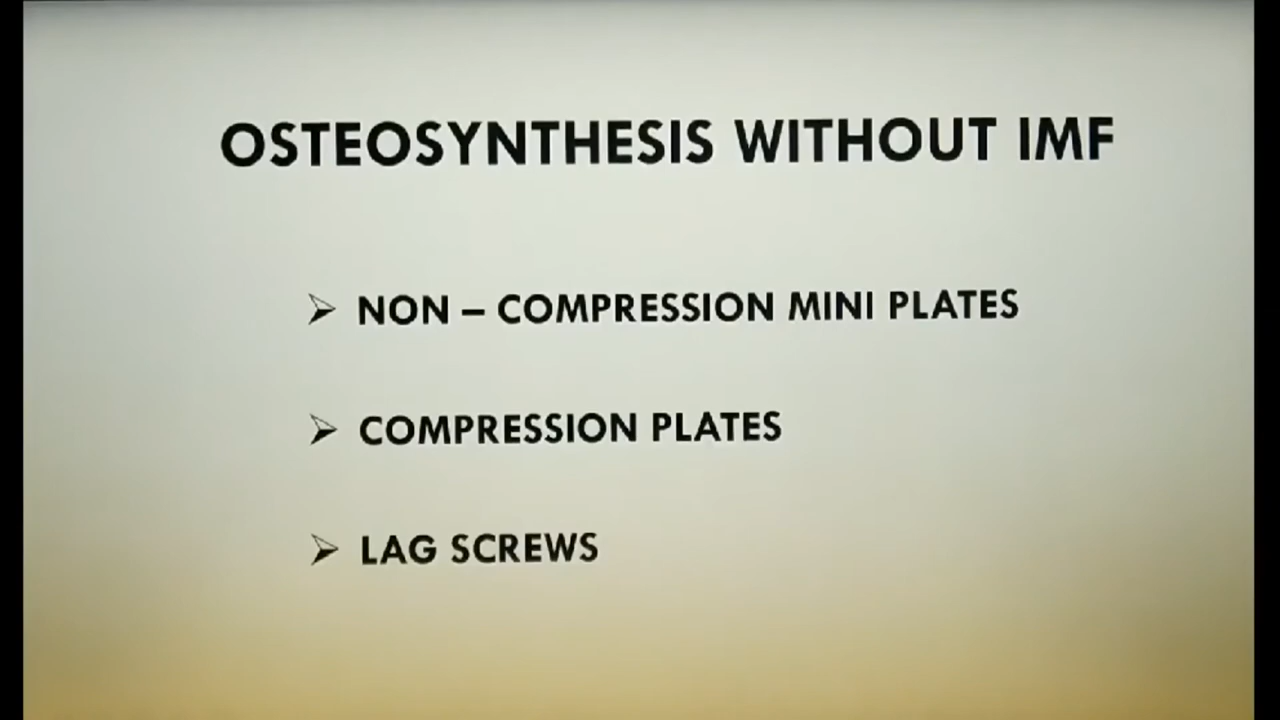 OSTEOSYNTHESIS WITHOUT IMF
➢ NON – COMPRESSION MINI PLATES
➢ COMPRESSION PLATES
➢ LAG SCREWS